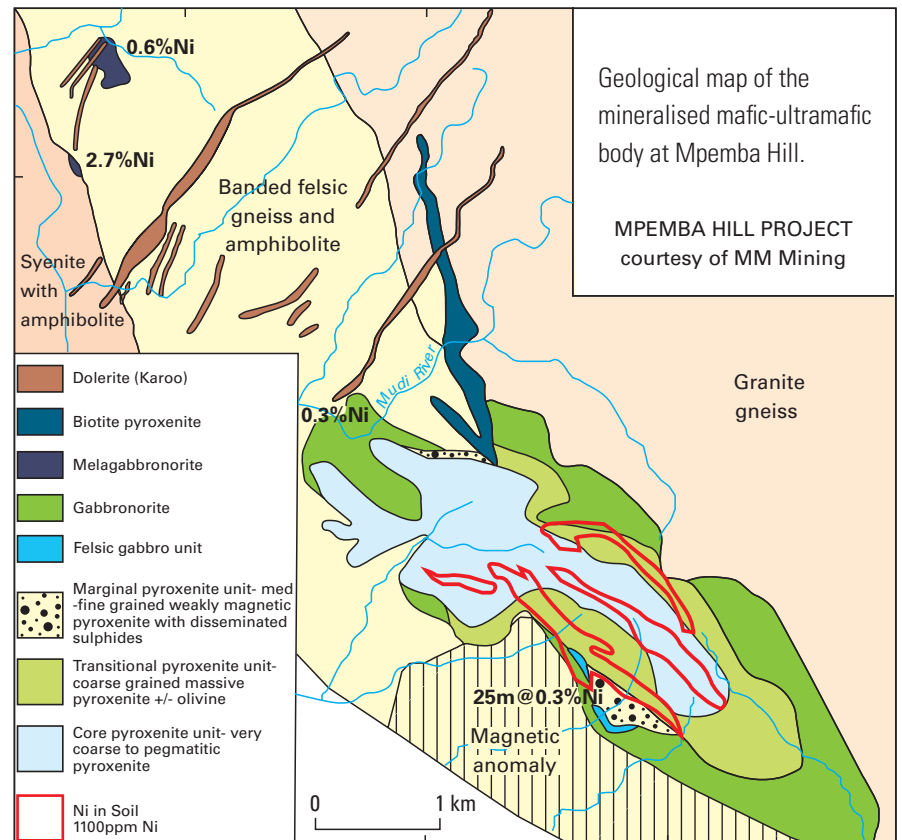 0.6%Ni
2.7%Ni
Banded felsic
gneiss and
amphibolite
Syenite
with
amphibolite
Geological map of the
mineralised mafic-ultramafic
body at Mpemba Hill.
MPEMBA HILL PROJECT
courtesy of MM Mining
Mudi River
0.3%Ni
Granite
gneiss
25m@0.3%Ni
Magnetic
anomaly
0 1 km
Dolerite (Karoo)
Biotite pyroxenite
Melagabbronorite
Gabbronorite
Felsic gabbro unit
Marginal pyroxenite unit- med
-fine grained weakly magnetic
pyroxenite with disseminated
sulphides
Transitional pyroxenite unit-
coarse grained massive
pyroxenite +/- olivine
Core pyroxenite unit- very
coarse to pegmatitic
pyroxenite
Ni in Soil
1100ppm Ni